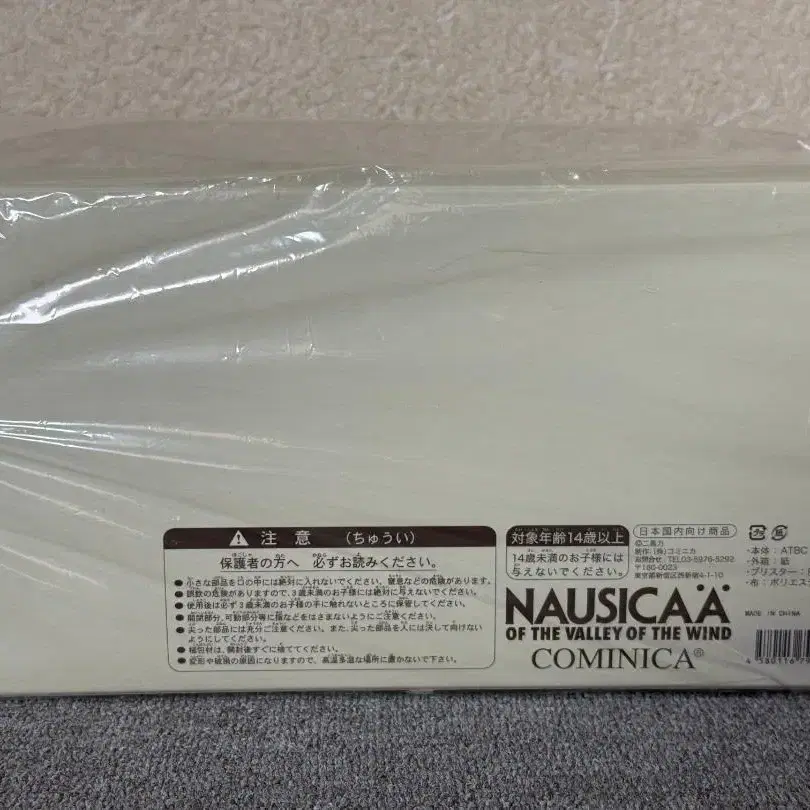 注 意 (ちゅうい)
保護者の方へ 必ずお読みください。
● 小さな部品を口の中には絶対に入れないでください。窒息などの危険があります。
● 誤飲の危険がありますので、3歳未満のお子様には絶対に与えないでください。
● 使用後は必ず3歳未満のお子様の手に触れないところに保管してください。
● 開閉部分、可動部分等に指などをはさまないようにご注意ください。
● 尖った部品には充分ご注意ください。また、尖った部品を人には決して向けない
ようにしてください。
● 梱包材は、開封後すぐに捨ててください。
● 変形や破損の原因になりますので、高温多湿な場所に置かないで下さい。
対象年齢14歳以上
14歳未満のお子様には
与えないでください。
日本国内向け商品
©二馬力
制作:(株)コミニカ
お問合せ:TEL.03-5976-5292
〒180-0023
東京都武蔵野市
NAUSICAÄ
OF THE VALLEY OF THE WIND
COMINICA®
・本体:ATBC
・外箱:紙
・ブリスター:
・布:ポリエス
MADE IN CHINA
4 580116